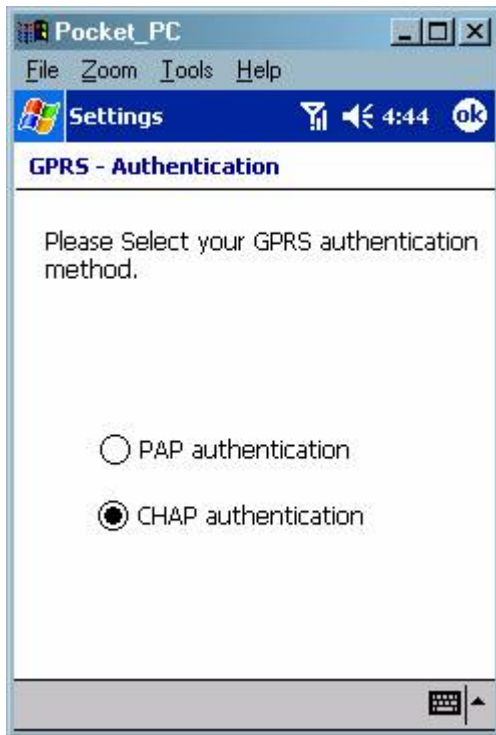 Pocket_PC
File Zoom Tools Help
Settings 4:44 ok
GPRS - Authentication
Please Select your GPRS authentication
method.
PAP authentication
CHAP authentication